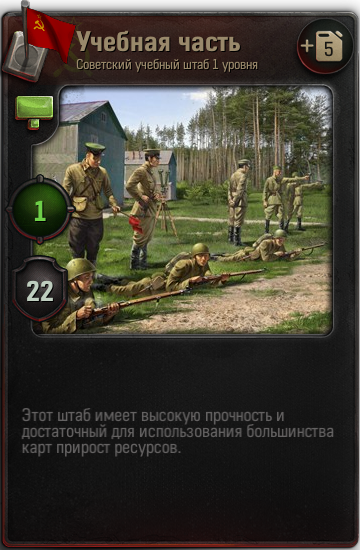 Учебная часть
Советский учебный штаб 1 уровня
+5
1
22
Этот штаб имеет высокую прочность и
достаточный для использования большинства
карт прирост ресурсов.